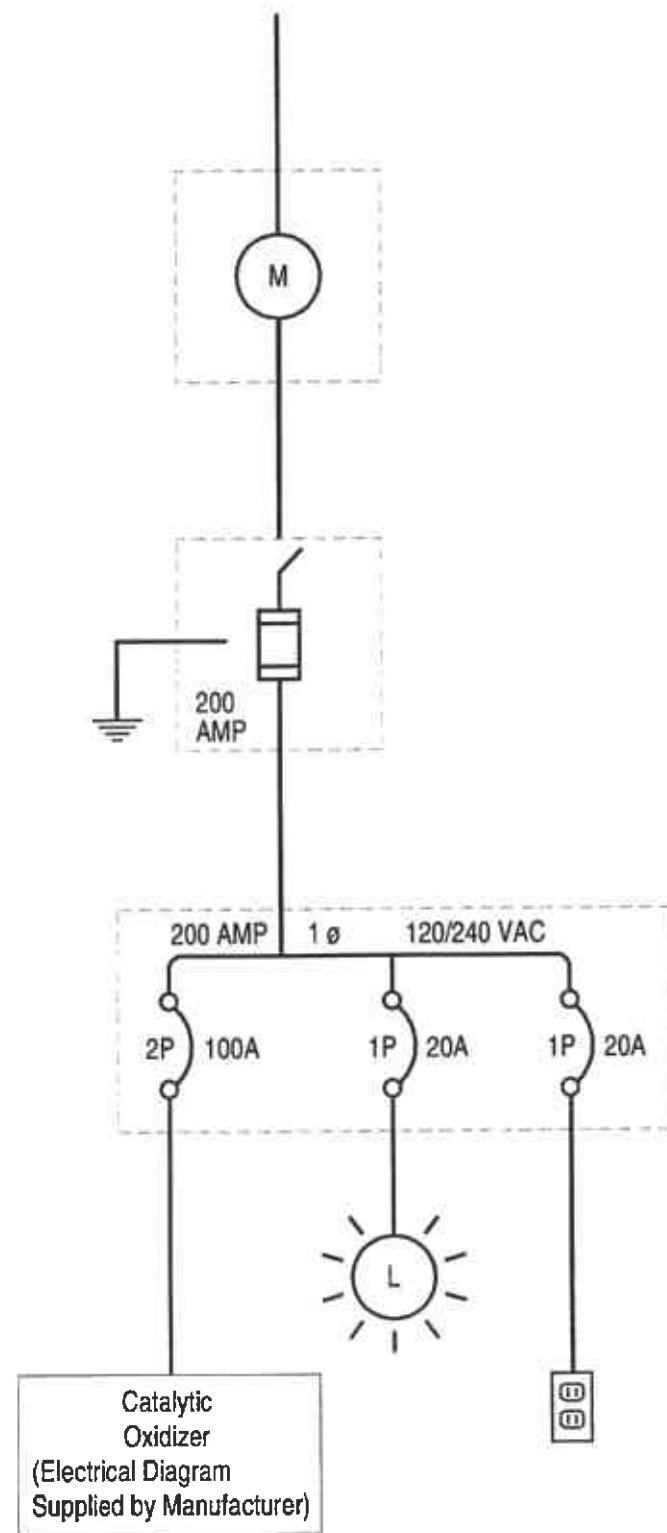 M
200
AMP
200 AMP 1 ø 120/240 VAC
2P 100A 1P 20A 1P 20A
L
Catalytic
Oxidizer
(Electrical Diagram
Supplied by Manufacturer)